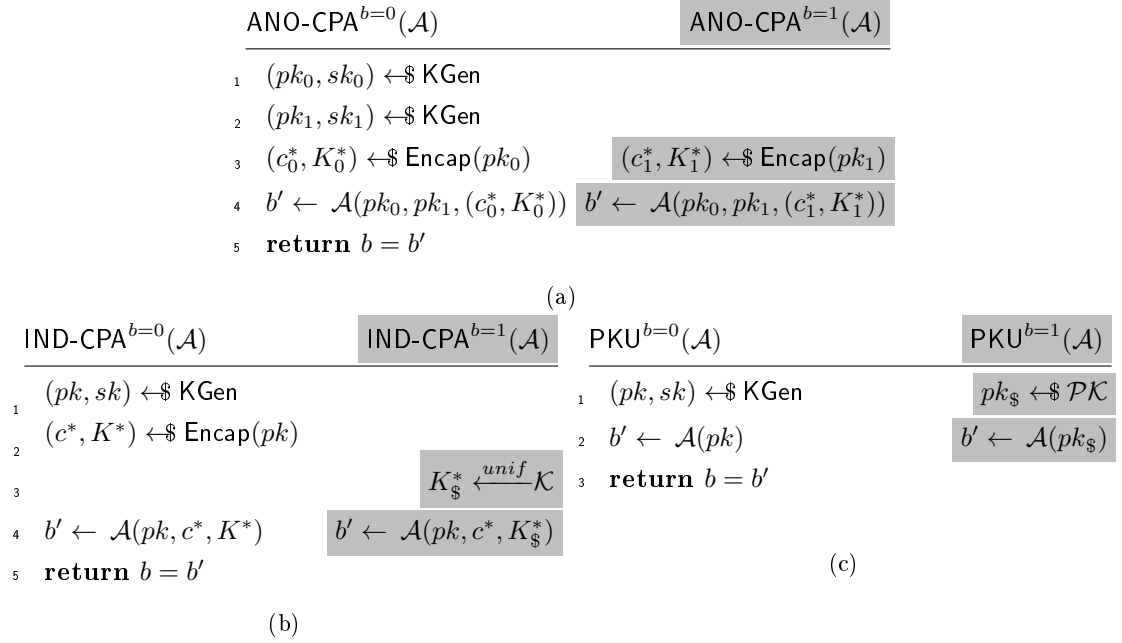 ANO-CPA^{b=0}(𝒜) ANO-CPA^{b=1}(𝒜)
1 (pk_0, sk_0) ←$ KGen
2 (pk_1, sk_1) ←$ KGen
3 (c_0^*, K_0^*) ←$ Encap(pk_0) (c_1^*, K_1^*) ←$ Encap(pk_1)
4 b′ ← 𝒜(pk_0, pk_1, (c_0^*, K_0^*)) b′ ← 𝒜(pk_0, pk_1, (c_1^*, K_1^*))
5 return b = b′
(a)
IND-CPA^{b=0}(𝒜) IND-CPA^{b=1}(𝒜)
1 (pk, sk) ←$ KGen
2 (c^*, K^*) ←$ Encap(pk)
3 K_$^* ←^{unif} 𝒦
4 b′ ← 𝒜(pk, c^*, K^*) b′ ← 𝒜(pk, c^*, K_$^*)
5 return b = b′
(b)
PKU^{b=0}(𝒜) PKU^{b=1}(𝒜)
1 (pk, sk) ←$ KGen pk_$ ←$ 𝒫𝒦
2 b′ ← 𝒜(pk) b′ ← 𝒜(pk_$)
3 return b = b′
(c)